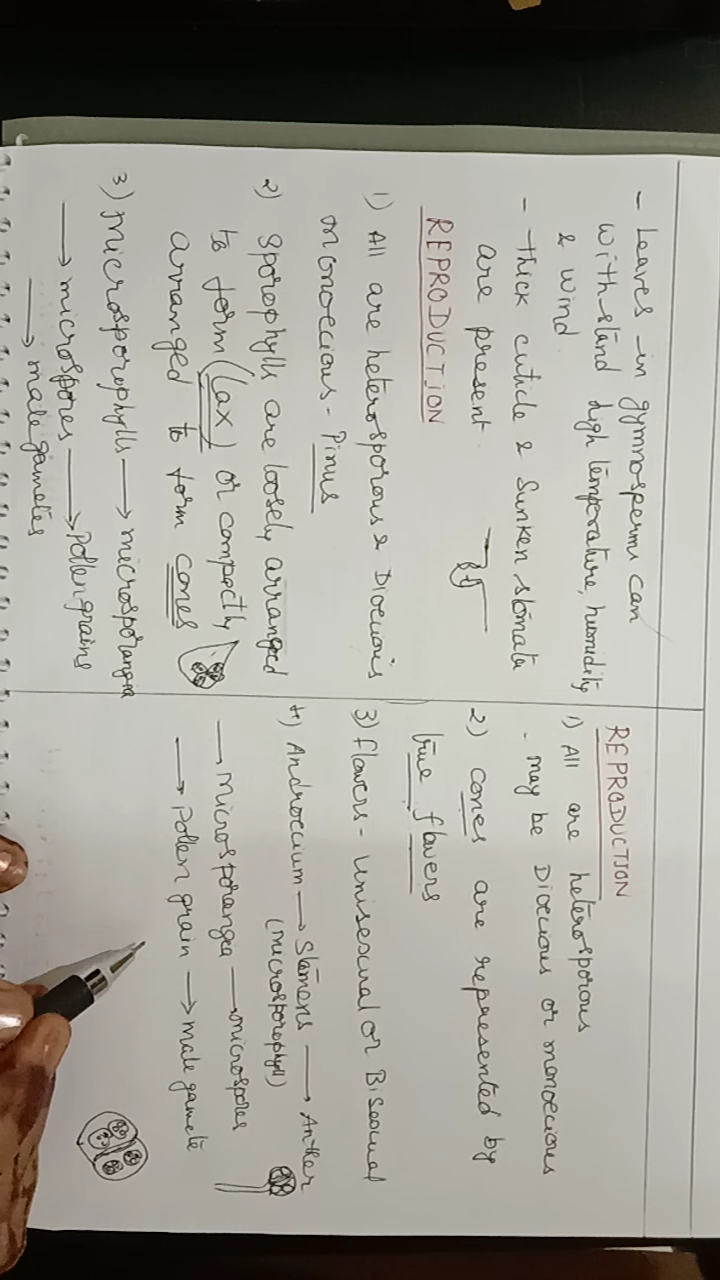 - Leaves in gymnosperms can
withstand high temperature, humidity
& wind
- thick cuticle & Sunken stomata
are present.
REPRODUCTION
1) All are heterosporous & Dioecious
monoecious - Pinus
2) Sporophylls are loosely arranged
to form (Lax) or compactly
arranged to form cones
3) Microsporophylls → microsporangia
→ microspores → Pollen grains
→ male gametes
REPRODUCTION
1) All are heterosporous
. may be Dioecious or monoecious
2) cones are represented by
true flowers
3) flowers - Unisexual or Bisexual
4) Androecium → Stamens → Anther
(microsporophyll)
→ Microsporangea → microspores
→ Pollen grain → male gamete